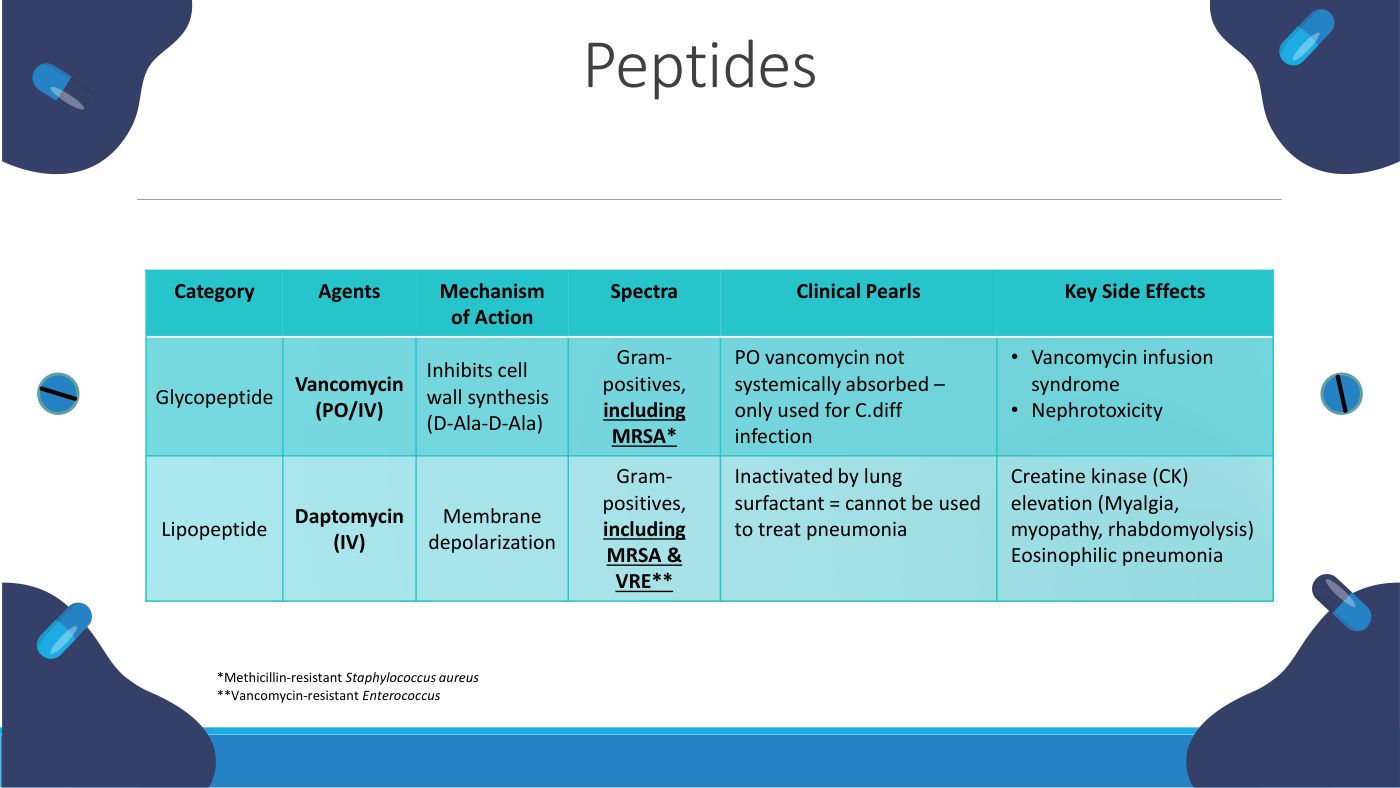 Peptides
Category
Agents
Mechanism
of Action
Spectra
Clinical Pearls
Key Side Effects
Glycopeptide
Vancomycin
(PO/IV)
Inhibits cell
wall synthesis
(D-Ala-D-Ala)
Gram-
positives,
including
MRSA*
PO vancomycin not
systemically absorbed –
only used for C.diff
infection
• Vancomycin infusion
syndrome
• Nephrotoxicity
Lipopeptide
Daptomycin
(IV)
Membrane
depolarization
Gram-
positives,
including
MRSA &
VRE**
Inactivated by lung
surfactant = cannot be used
to treat pneumonia
Creatine kinase (CK)
elevation (Myalgia,
myopathy, rhabdomyolysis)
Eosinophilic pneumonia
*Methicillin-resistant Staphylococcus aureus
**Vancomycin-resistant Enterococcus